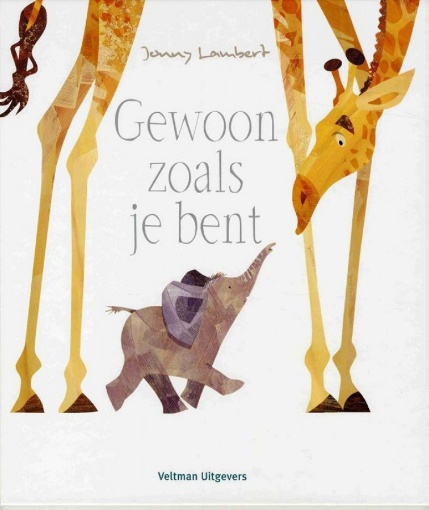 Jonny Lambert
Gewoon
zoals
je bent
Veltman Uitgevers